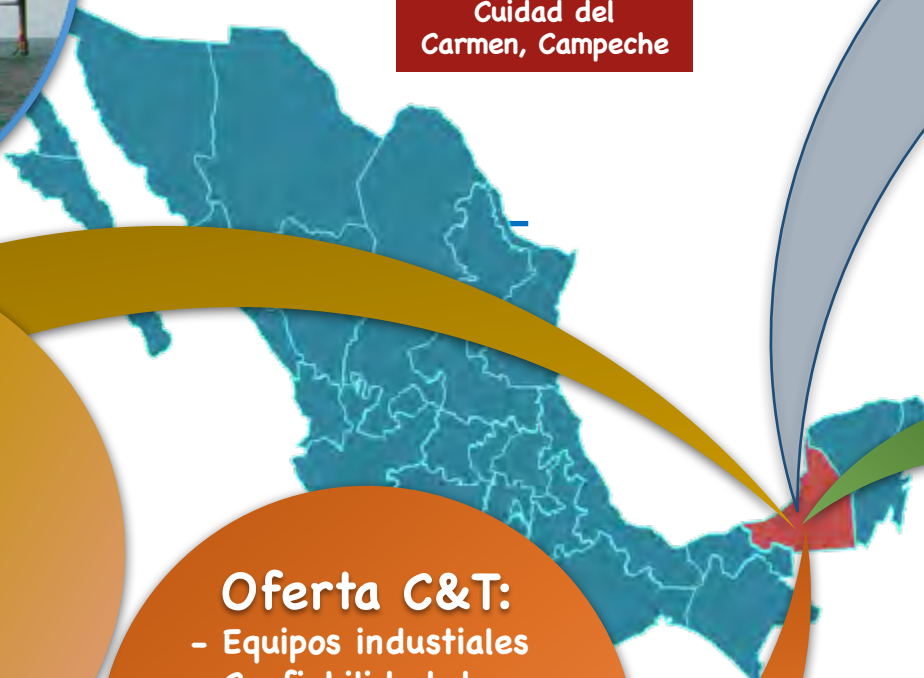 Cuidad del
Carmen, Campeche
Oferta C&T:
- Equipos industiales